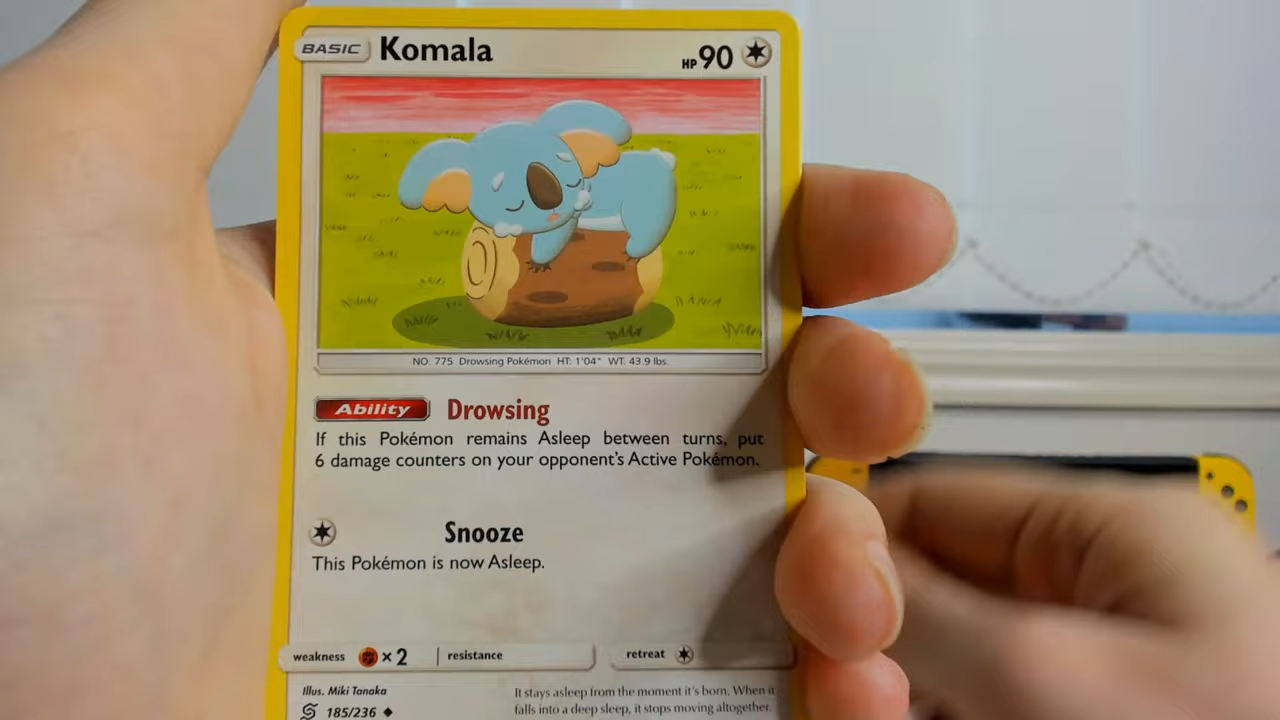 BASIC Komala HP 90
NO. 775 Drowsing Pokémon HT: 1'04" WT: 43.9 lbs.
Ability Drowsing
If this Pokémon remains Asleep between turns, put
6 damage counters on your opponent's Active Pokémon.
Snooze
This Pokémon is now Asleep.
weakness ×2 resistance retreat
Illus. Miki Tanaka
185/236
It stays asleep from the moment it's born. When it
falls into a deep sleep, it stops moving altogether.